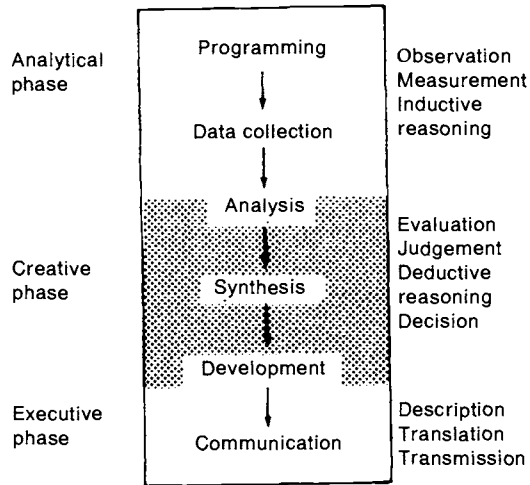 Analytical
phase
Programming
Observation
Measurement
Inductive
reasoning
Data collection
Analysis
Creative
phase
Synthesis
Evaluation
Judgement
Deductive
reasoning
Decision
Development
Executive
phase
Communication
Description
Translation
Transmission